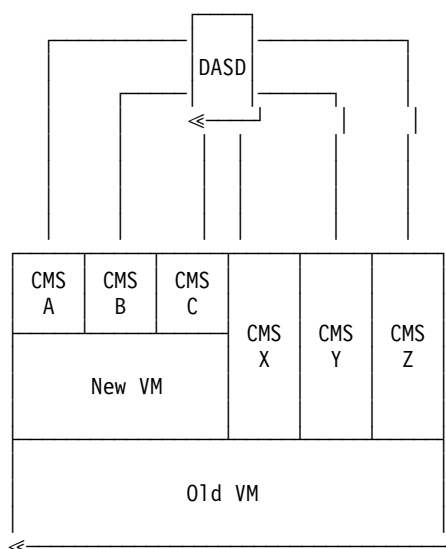 DASD
CMS A
CMS B
CMS C
CMS X
CMS Y
CMS Z
New VM
Old VM